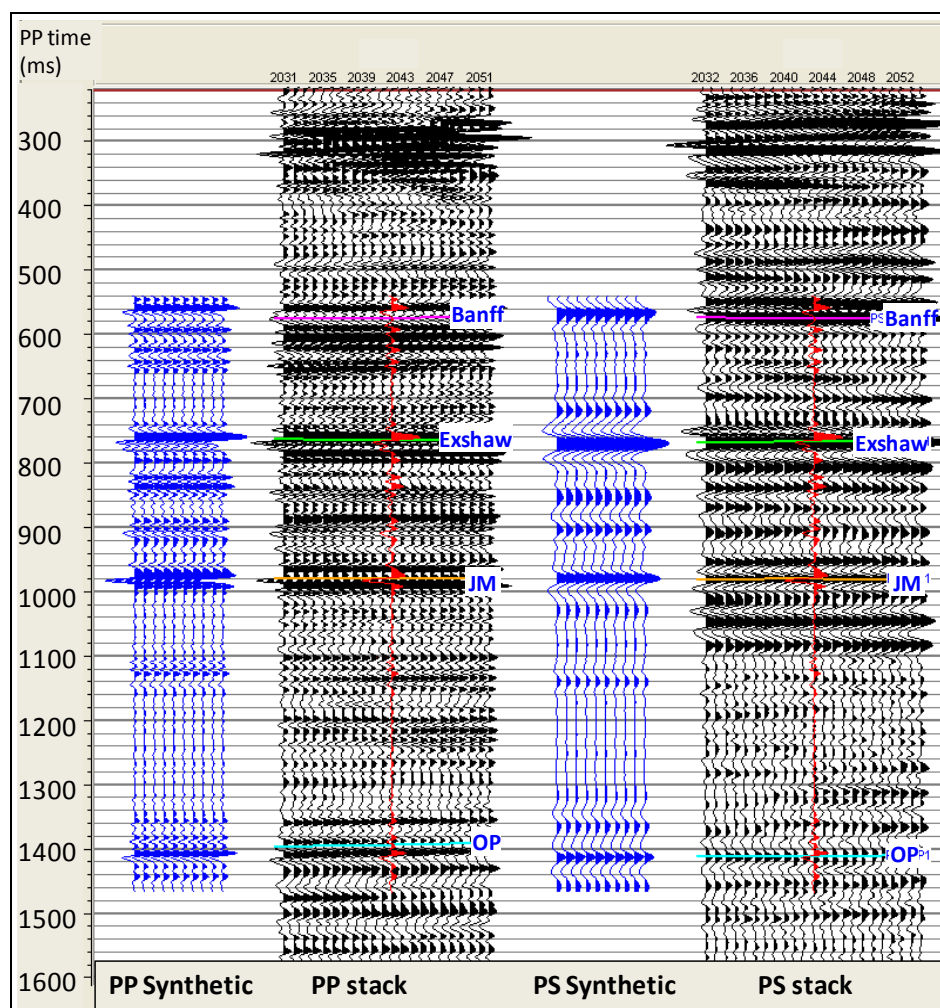 PP time
(ms)
2031 2035 2039 2043 2047 2051
2032 2036 2040 2044 2048 2052
300
400
500
600
700
800
900
1000
1100
1200
1300
1400
1500
1600
Banff
Exshaw
JM
OP
PS Banff
Exshaw
JM 1
OP P1
PP Synthetic
PP stack
PS Synthetic
PS stack